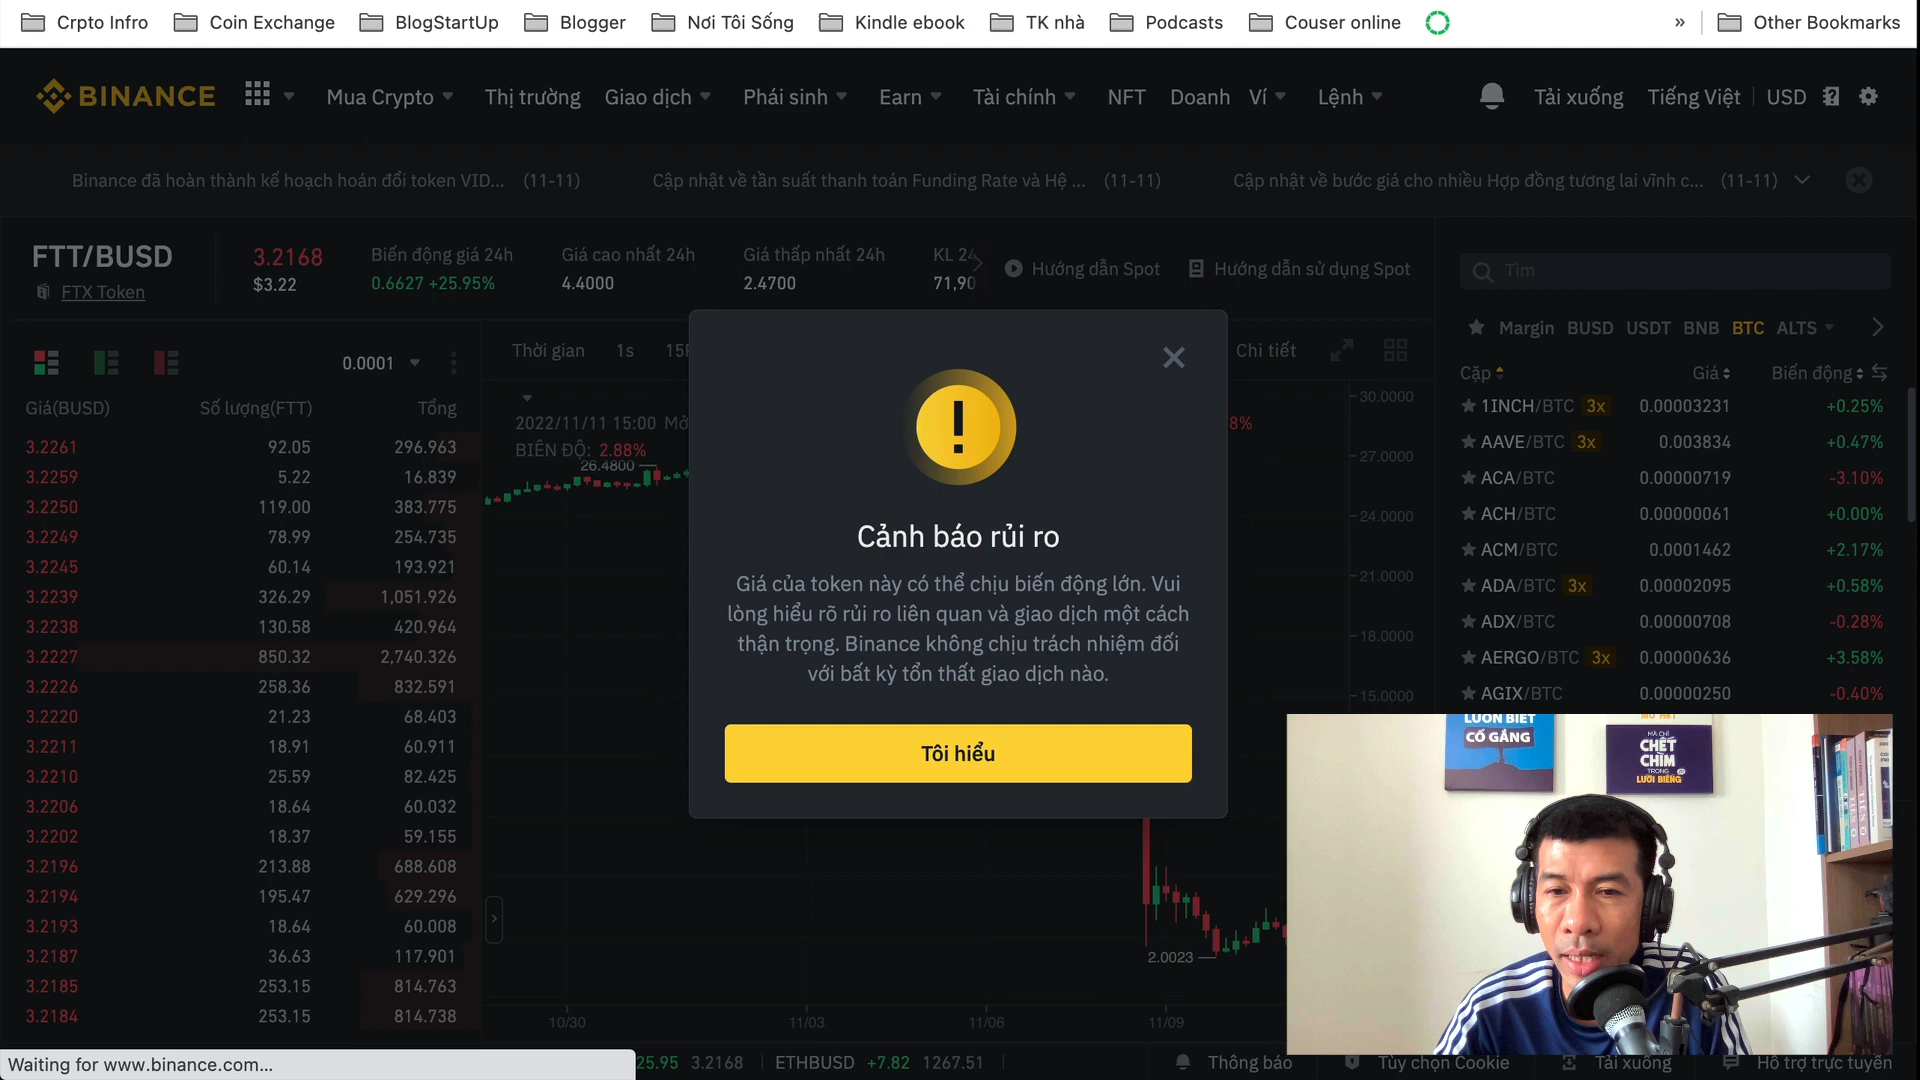 Crpto Infro
Coin Exchange
BlogStartUp
Blogger
Nơi Tôi Sống
Kindle ebook
TK nhà
Podcasts
Couser online
»
Other Bookmarks
BINANCE
Mua Crypto
Thị trường
Giao dịch
Phái sinh
Earn
Tài chính
NFT
Doanh
Ví
Lệnh
Tải xuống
Tiếng Việt
USD
Binance đã hoàn thành kế hoạch hoán đổi token VID... (11-11)
Cập nhật về tần suất thanh toán Funding Rate và Hệ ... (11-11)
Cập nhật về bước giá cho nhiều Hợp đồng tương lai vĩnh c... (11-11)
FTT/BUSD
FTX Token
3.2168
$3.22
Biến động giá 24h
0.6627 +25.95%
Giá cao nhất 24h
4.4000
Giá thấp nhất 24h
2.4700
KL 24
71,90
Hướng dẫn Spot
Hướng dẫn sử dụng Spot
0.0001
Giá(BUSD) Số lượng(FTT) Tổng
3.2261 92.05 296.963
3.2259 5.22 16.839
3.2250 119.00 383.775
3.2249 78.99 254.735
3.2245 60.14 193.921
3.2239 326.29 1,051.926
3.2238 130.58 420.964
3.2227 850.32 2,740.326
3.2226 258.36 832.591
3.2220 21.23 68.403
3.2211 18.91 60.911
3.2210 25.59 82.425
3.2206 18.64 60.032
3.2202 18.37 59.155
3.2196 213.88 688.608
3.2194 195.47 629.296
3.2193 18.64 60.008
3.2187 36.63 117.901
3.2185 253.15 814.763
3.2184 253.15 814.738
Thời gian 1s 15
Chi tiết
2022/11/11 15:00 Mở
8%
BIÊN ĐỘ: 2.88%
26.4800
30.0000
27.0000
24.0000
21.0000
18.0000
15.0000
2.0023
10/30 11/03 11/06 11/09
Cảnh báo rủi ro
Giá của token này có thể chịu biến động lớn. Vui
lòng hiểu rõ rủi ro liên quan và giao dịch một cách
thận trọng. Binance không chịu trách nhiệm đối
với bất kỳ tổn thất giao dịch nào.
Tôi hiểu
Tìm
Margin BUSD USDT BNB BTC ALTS
Cặp Giá Biến động
1INCH/BTC 3x 0.00003231 +0.25%
AAVE/BTC 3x 0.003834 +0.47%
ACA/BTC 0.00000719 -3.10%
ACH/BTC 0.00000061 +0.00%
ACM/BTC 0.0001462 +2.17%
ADA/BTC 3x 0.00002095 +0.58%
ADX/BTC 0.00000708 -0.28%
AERGO/BTC 3x 0.00000636 +3.58%
AGIX/BTC 0.00000250 -0.40%
LUÔN BIẾT
CỐ GẮNG
MÀ CHỈ
CHẾT
CHÌM
TRONG
LƯỜI BIẾNG
Waiting for www.binance.com...
25.95 3.2168
ETHBUSD +7.82 1267.51
Thông báo
Tùy chọn Cookie
Tải xuống
Hỗ trợ trực tuyến